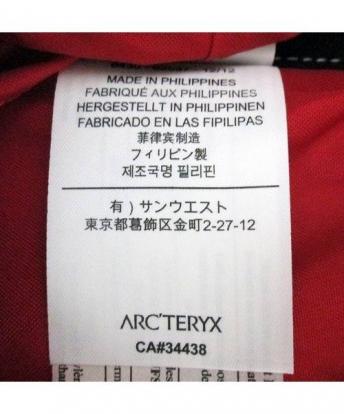 MADE IN PHILIPPINES
FABRIQUÉ AUX PHILIPPINES
HERGESTELLT IN PHILIPPINEN
FABRICADO EN LAS FIPILIPAS
菲律宾制造
フィリピン製
제조국명 필리핀
有）サンウエスト
東京都葛飾区金町2-27-12
ARC'TERYX
CA#34438